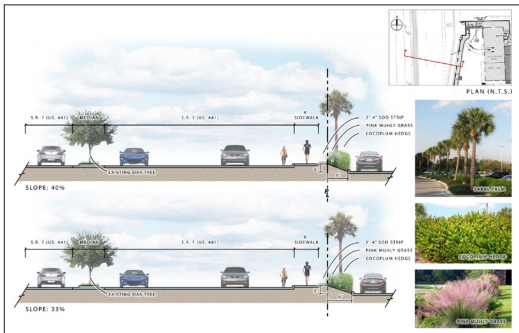 PLAN (N.T.S.)
S.R. 7 (US. 441)
MEDIAN
S.R. 7 (US. 441)
SIDEWALK
2'-4" SOD STRIP
PINK MUHLY GRASS
COCOPLUM HEDGE
EXISTING OAK TREE
SLOPE: 40%
S.R. 7 (US. 441)
MEDIAN
S.R. 7 (US. 441)
SIDEWALK
2'-4" SOD STRIP
PINK MUHLY GRASS
COCOPLUM HEDGE
EXISTING OAK TREE
SLOPE: 33%
SABAL PALM
COCOPLUM HEDGE
PINK MUHLY GRASS